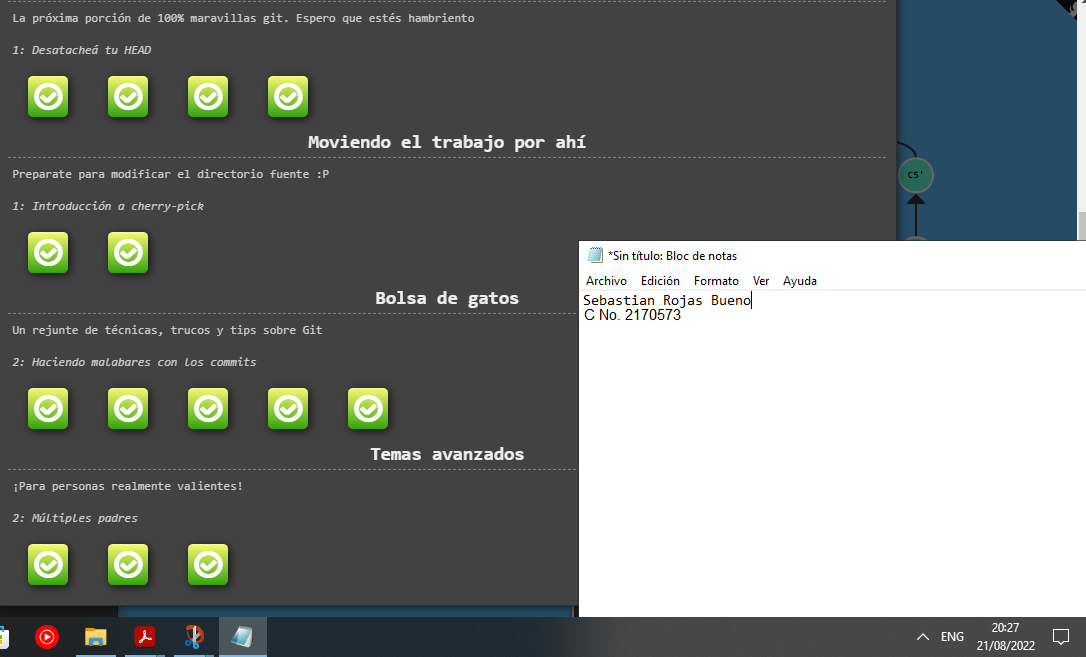 La próxima porción de 100% maravillas git. Espero que estés hambriento
1: Desatacheá tu HEAD
Moviendo el trabajo por ahí
Preparate para modificar el directorio fuente :P
1: Introducción a cherry-pick
Bolsa de gatos
Un rejunte de técnicas, trucos y tips sobre Git
2: Haciendo malabares con los commits
Temas avanzados
¡Para personas realmente valientes!
2: Múltiples padres
C5'
*Sin título: Bloc de notas
Archivo Edición Formato Ver Ayuda
Sebastian Rojas Bueno
C No. 2170573
ENG
20:27
21/08/2022